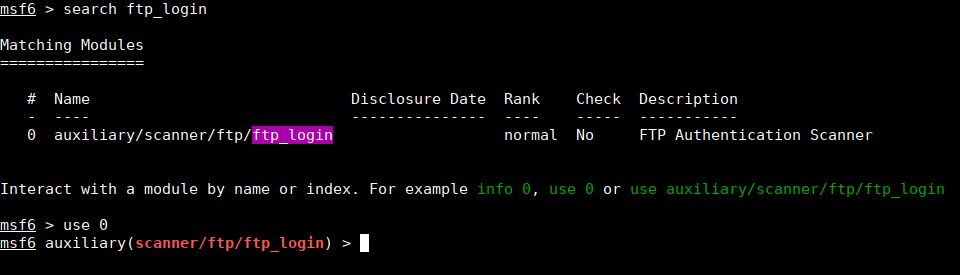 msf6 > search ftp_login
Matching Modules
================
#  Name                                 Disclosure Date  Rank    Check  Description
-  ----                                 ---------------  ----    -----  -----------
0  auxiliary/scanner/ftp/ftp_login                       normal  No     FTP Authentication Scanner
Interact with a module by name or index. For example info 0, use 0 or use auxiliary/scanner/ftp/ftp_login
msf6 > use 0
msf6 auxiliary(scanner/ftp/ftp_login) >